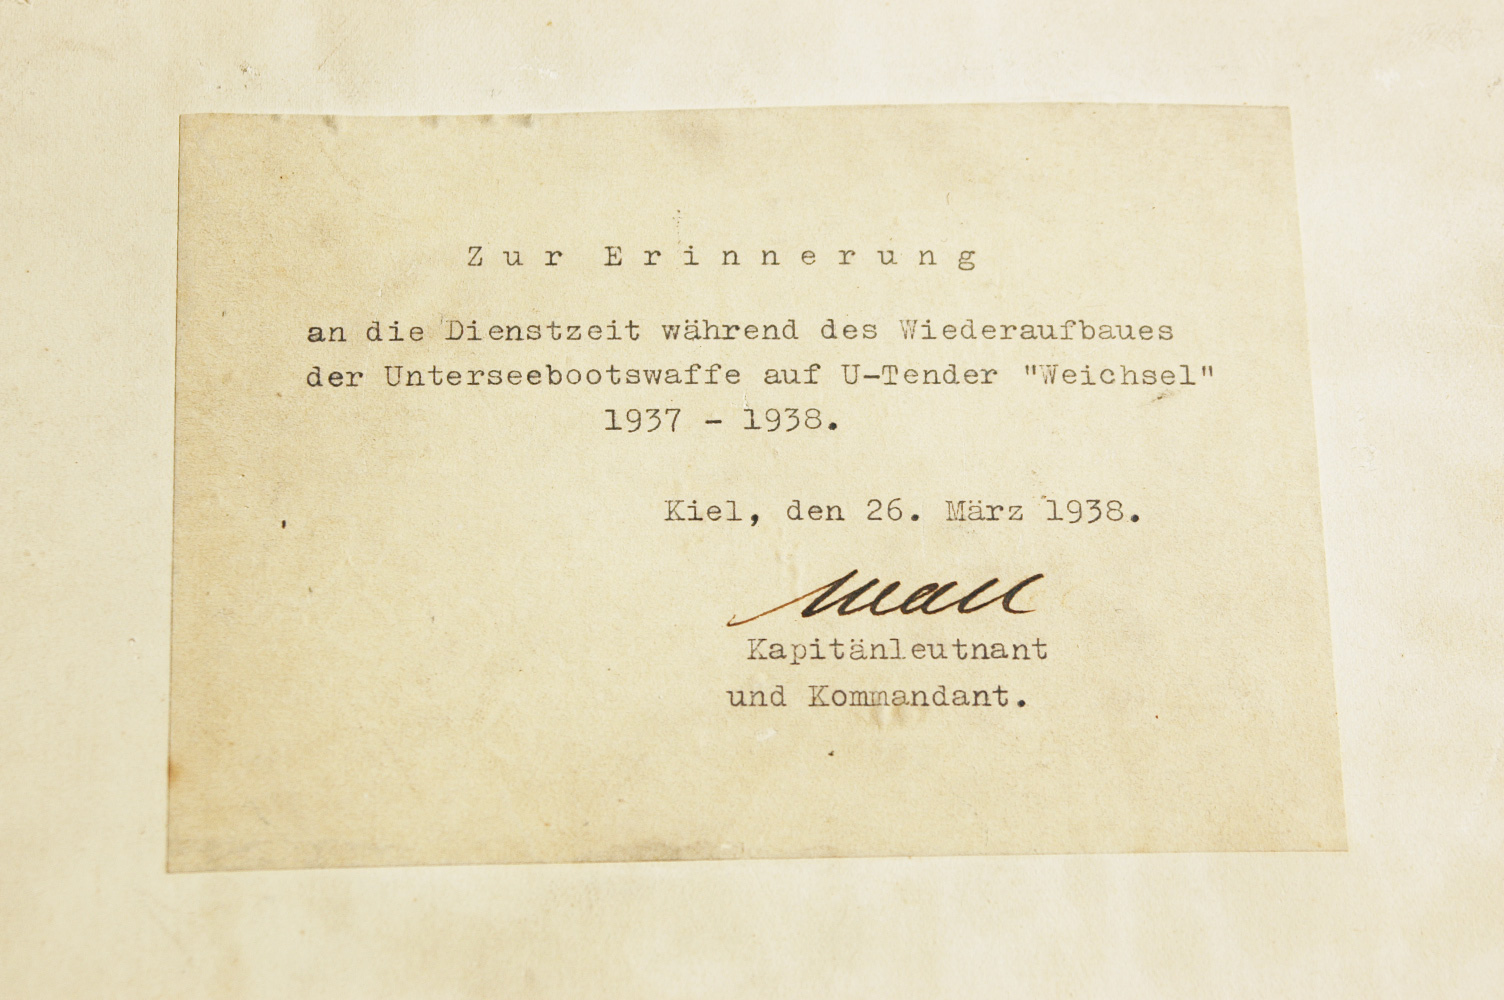 Zur Erinnerung
an die Dienstzeit während des Wiederaufbaues
der Unterseebootswaffe auf U-Tender "Weichsel"
1937 - 1938.
Kiel, den 26. März 1938.
Kapitänleutnant
und Kommandant.